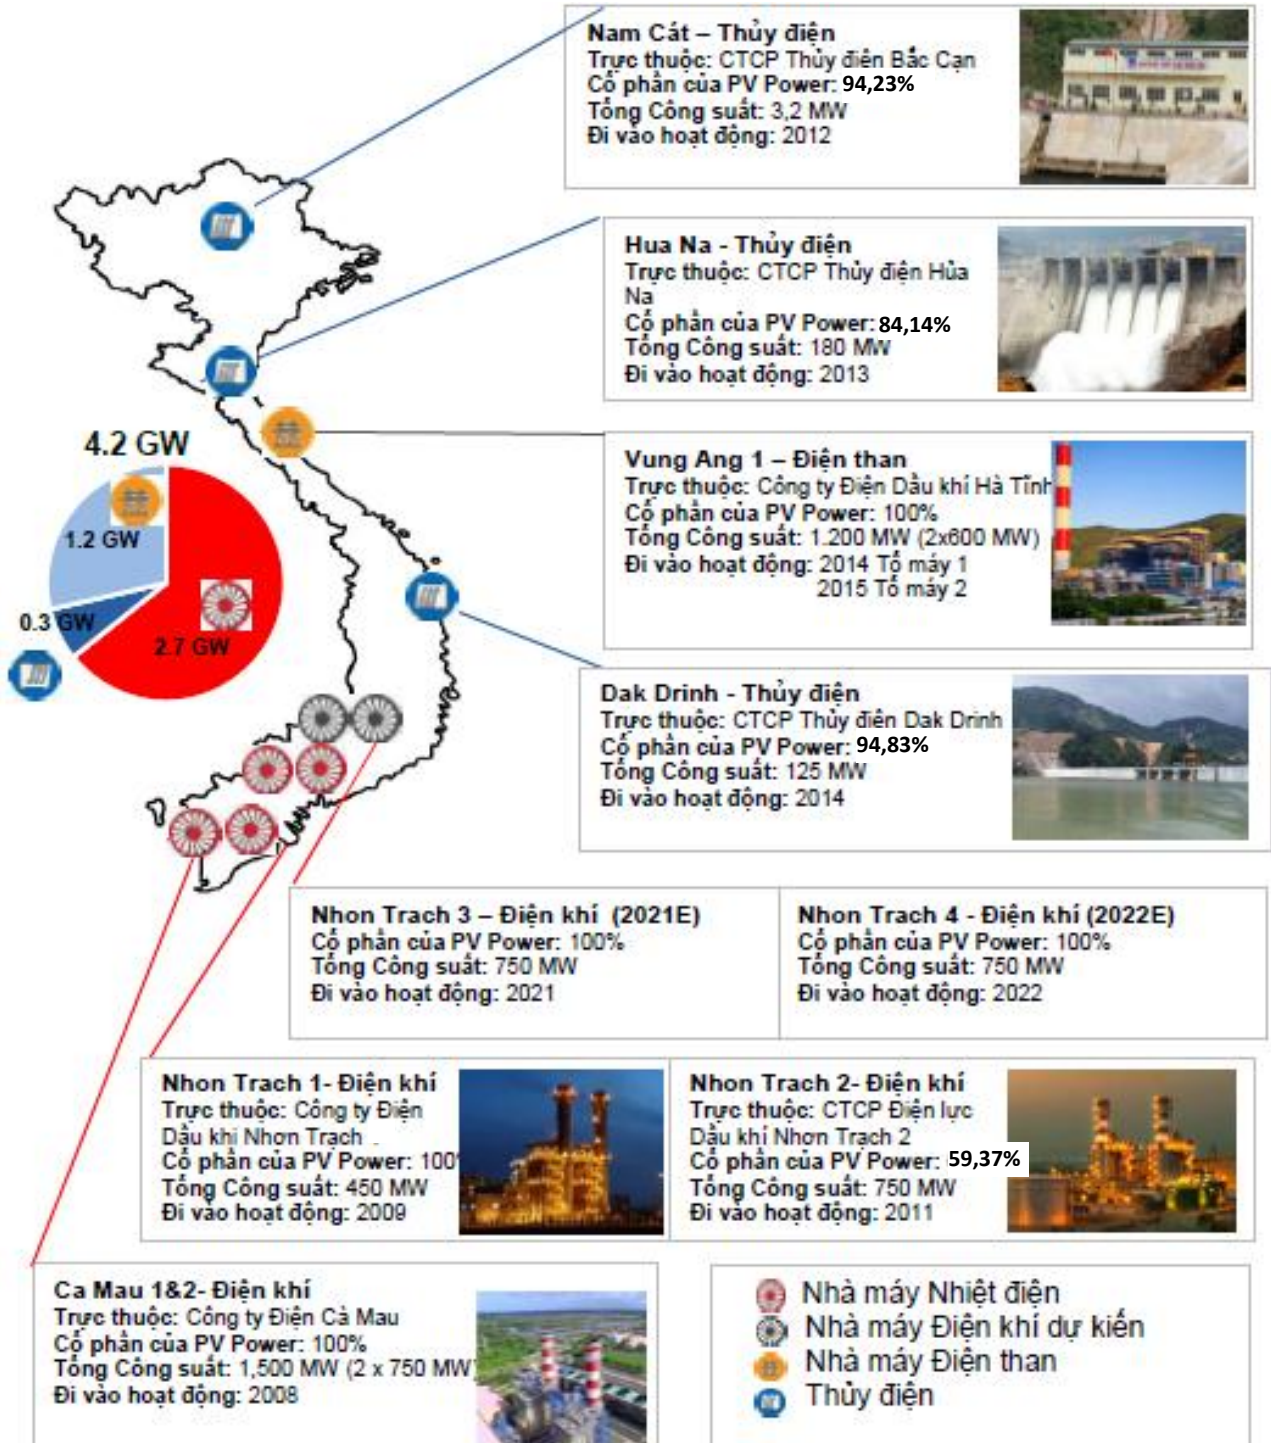 Nam Cát – Thủy điện
Trực thuộc: CTCP Thủy điên Bắc Cạn
Cổ phần của PV Power: 94,23%
Tổng Công suất: 3,2 MW
Đi vào hoạt động: 2012
Hua Na - Thủy điện
Trực thuộc: CTCP Thủy điện Hủa
Na
Cổ phần của PV Power: 84,14%
Tổng Công suất: 180 MW
Đi vào hoạt động: 2013
4.2 GW
1.2 GW
0.3 GW
2.7 GW
Vung Ang 1 – Điện than
Trực thuộc: Công ty Điện Dầu khí Hà Tĩnh
Cổ phần của PV Power: 100%
Tổng Công suất: 1.200 MW (2x600 MW)
Đi vào hoạt động: 2014 Tổ máy 1
2015 Tổ máy 2
Dak Drinh - Thủy điện
Trực thuộc: CTCP Thủy điên Dak Drinh
Cổ phần của PV Power: 94,83%
Tổng Công suất: 125 MW
Đi vào hoạt động: 2014
Nhon Trach 3 – Điện khí (2021E)
Cổ phần của PV Power: 100%
Tổng Công suất: 750 MW
Đi vào hoạt động: 2021
Nhon Trach 4 - Điện khí (2022E)
Cổ phần của PV Power: 100%
Tổng Công suất: 750 MW
Đi vào hoạt động: 2022
Nhon Trach 1- Điện khí
Trực thuộc: Công ty Điện
Dầu khi Nhơn Trạch
Cổ phần của PV Power: 100
Tổng Công suất: 450 MW
Đi vào hoạt động: 2009
Nhon Trach 2- Điện khí
Trực thuộc: CTCP Điện lực
Dầu khí Nhơn Trạch 2
Cổ phần của PV Power: 59,37%
Tổng Công suất: 750 MW
Đi vào hoạt động: 2011
Ca Mau 1&2- Điện khí
Trực thuộc: Công ty Điện Cà Mau
Cổ phần của PV Power: 100%
Tổng Công suất: 1,500 MW (2 x 750 MW
Đi vào hoạt động: 2008
Nhà máy Nhiệt điện
Nhà máy Điện khí dự kiến
Nhà máy Điện than
Thủy điện